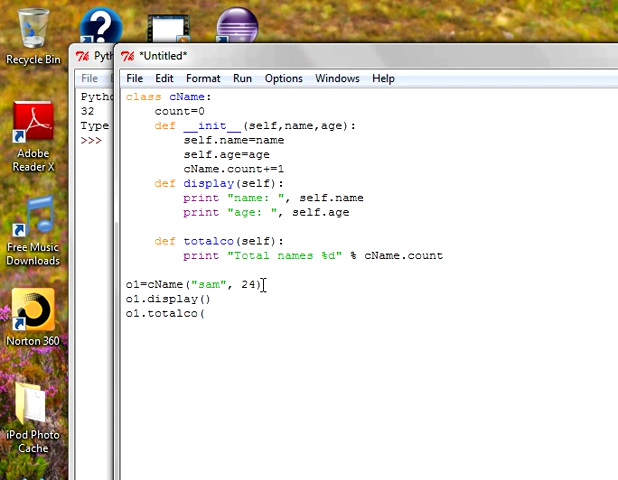 Recycle Bin
Adobe
Reader X
Free Music
Downloads
Norton 360
iPod Photo
Cache
Pyth
File
Pytho
32
Type
>>>
*Untitled*
File Edit Format Run Options Windows Help
class cName:
    count=0
    def __init__(self,name,age):
        self.name=name
        self.age=age
        cName.count+=1
    def display(self):
        print "name: ", self.name
        print "age: ", self.age
    def totalco(self):
        print "Total names %d" % cName.count
o1=cName("sam", 24)
o1.display()
o1.totalco(